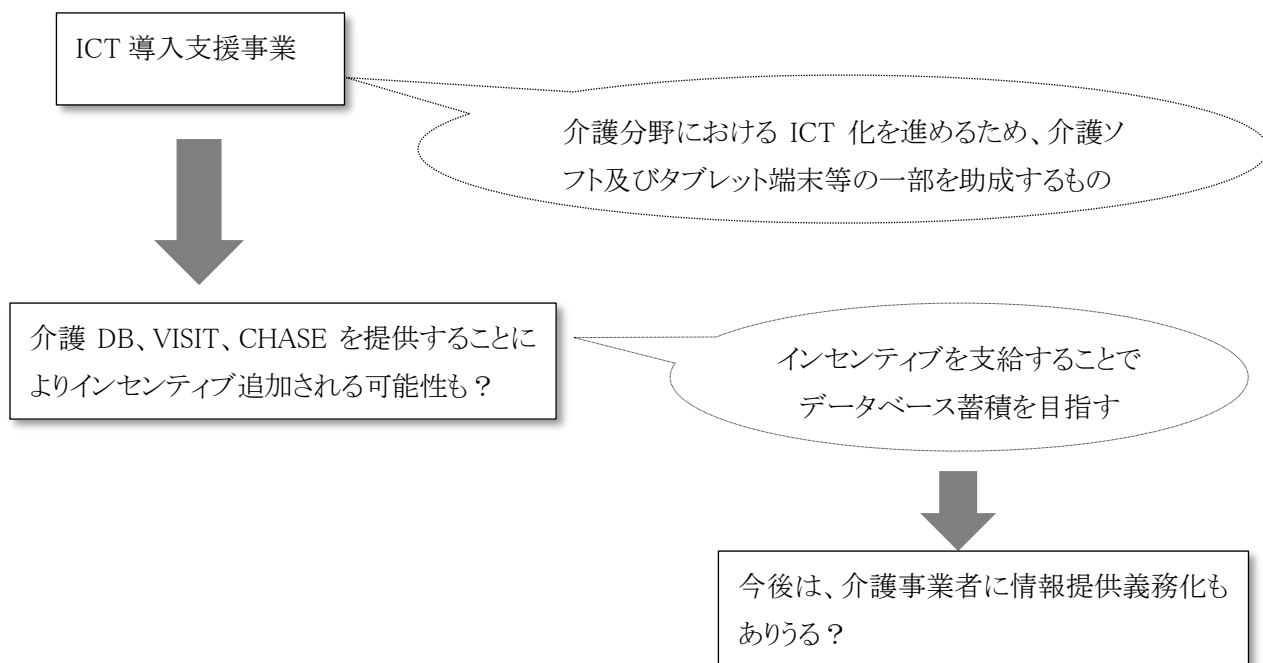 ICT 導入支援事業
介護分野における ICT 化を進めるため、介護ソ
フト及びタブレット端末等の一部を助成するもの
介護 DB、VISIT、CHASE を提供することに
よりインセンティブ追加される可能性も？
インセンティブを支給することで
データベース蓄積を目指す
今後は、介護事業者に情報提供義務化も
ありうる？